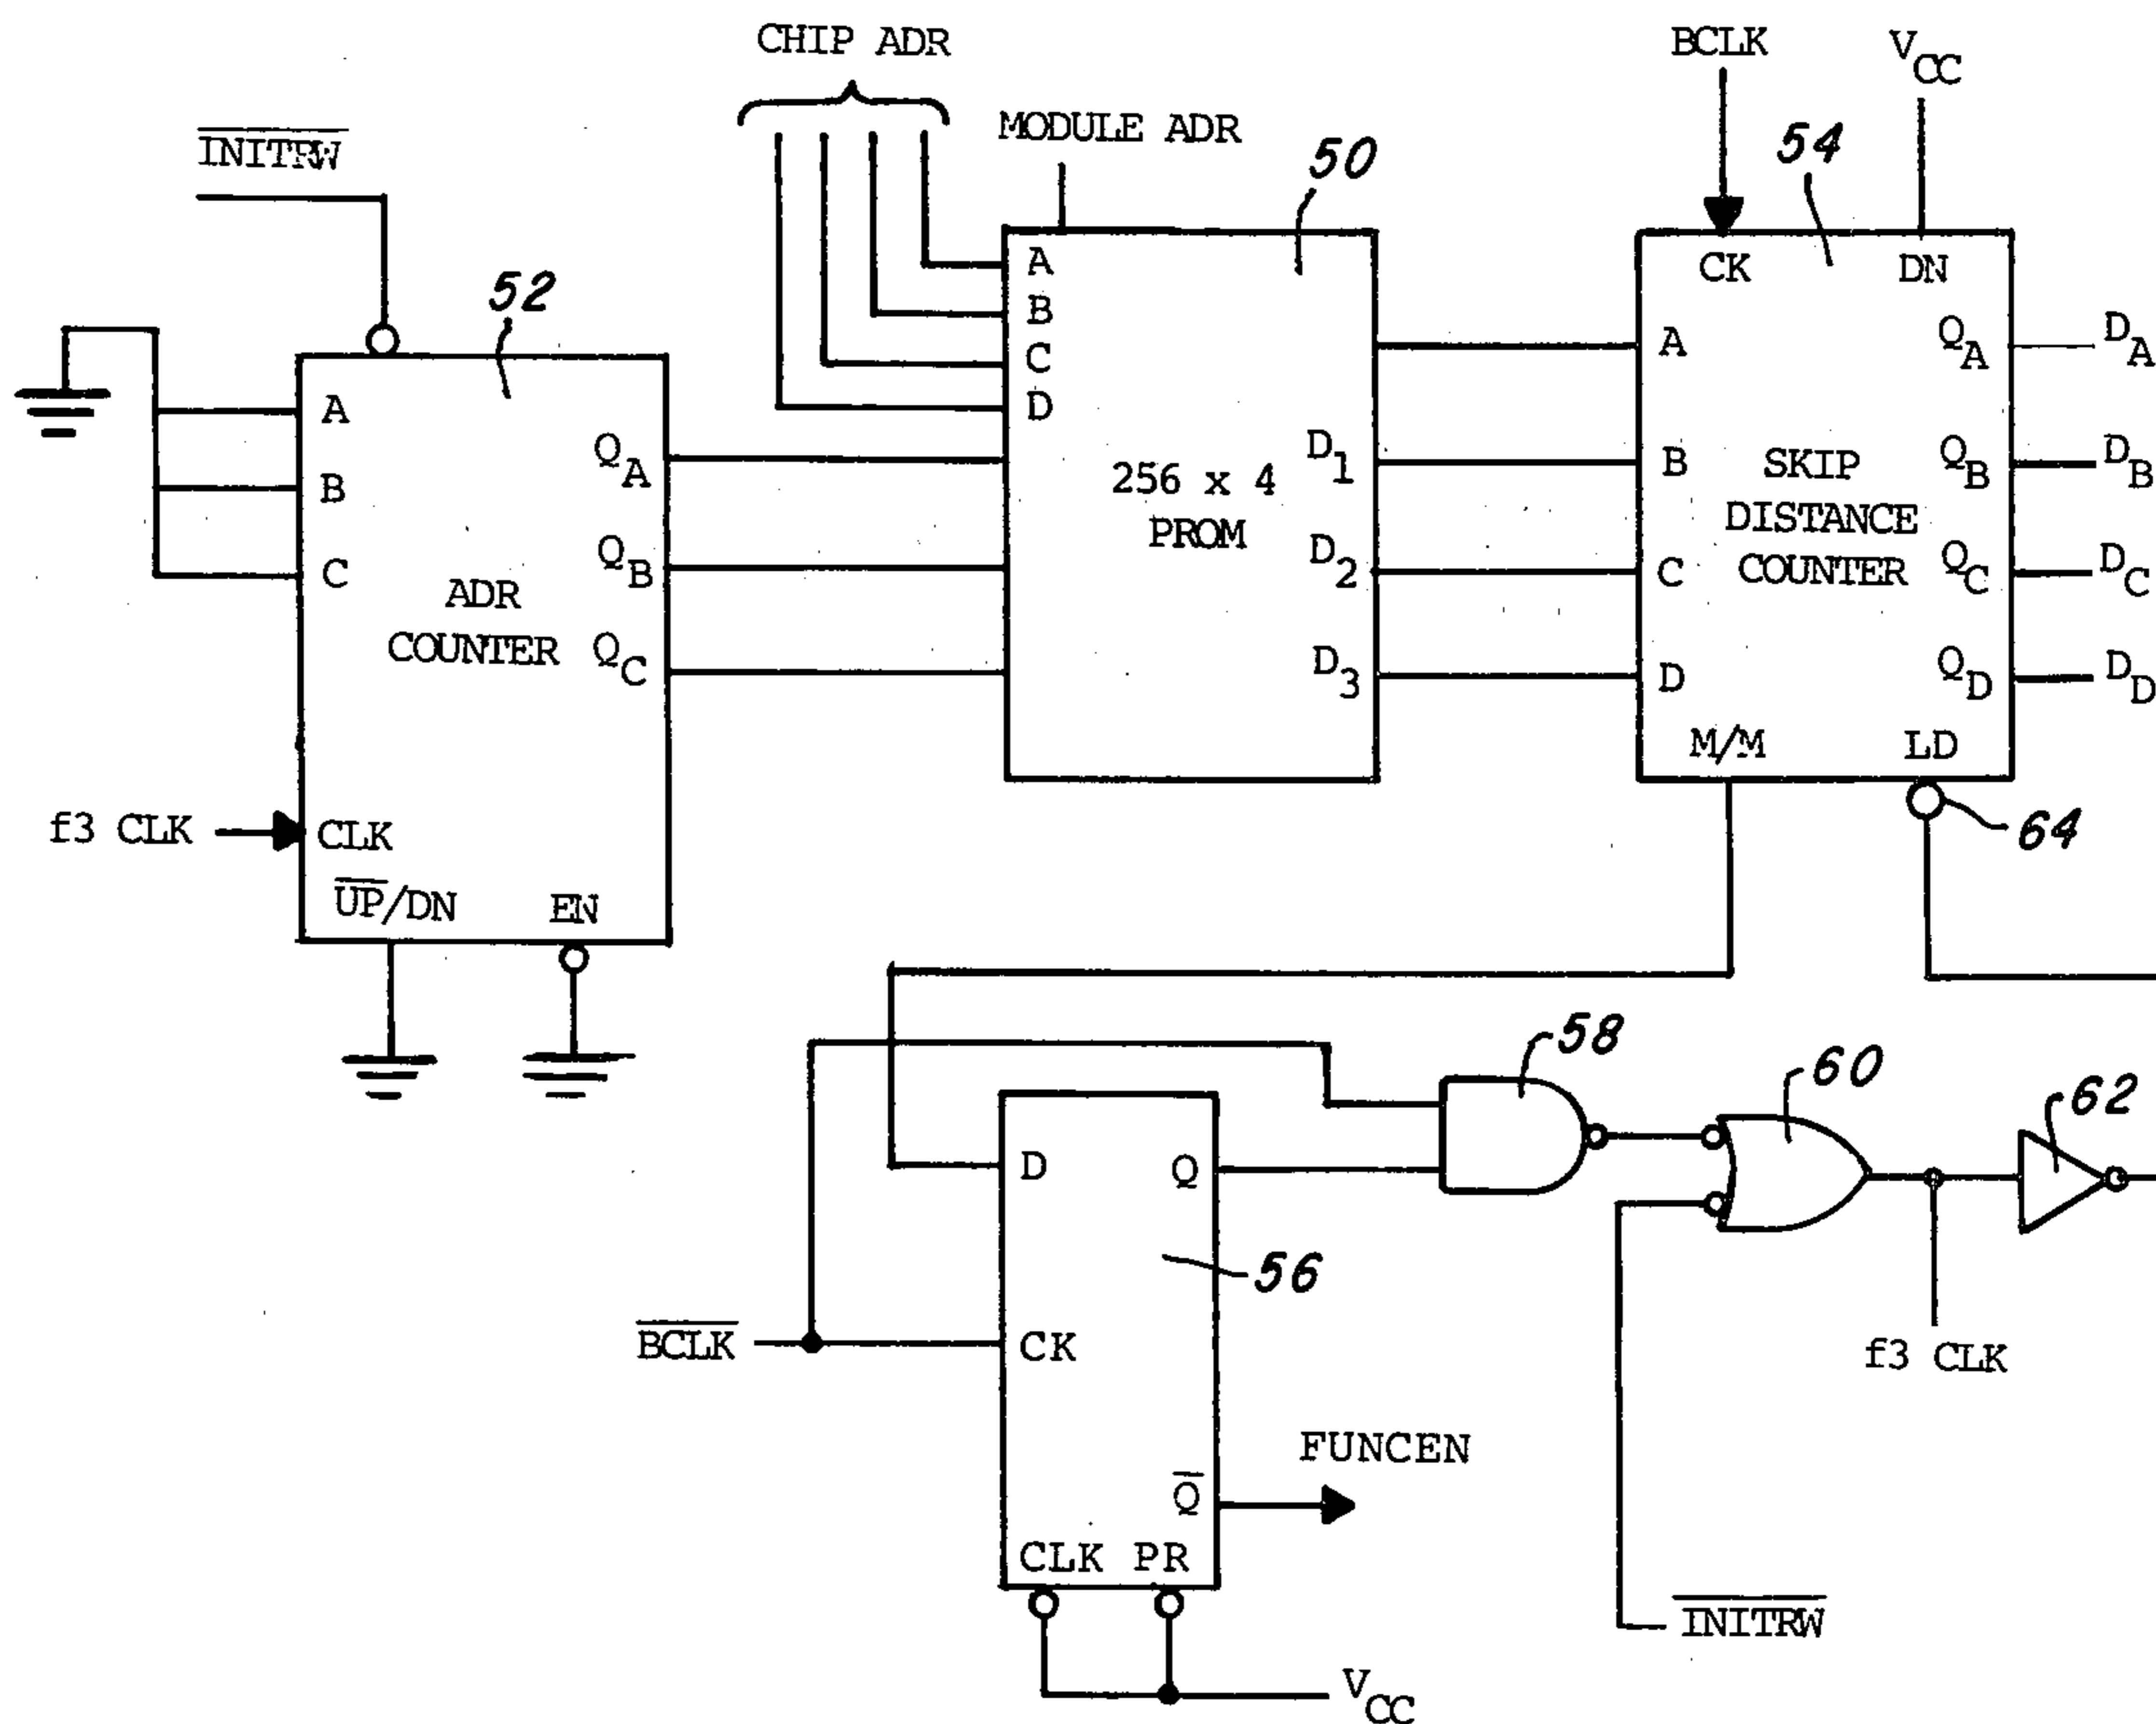 CHIP ADR
BCLK
VCC
INITRW
MODULE ADR
50
54
52
A
B
C
D
CK
DN
A
B
C
QA
QB
QC
ADR
COUNTER
256 x 4
PROM
D1
D2
D3
A
B
C
D
SKIP
DISTANCE
COUNTER
QA
QB
QC
QD
DA
DB
DC
DD
M/M
LD
64
f3 CLK
CLK
UP/DN
EN
58
60
62
D
Q
56
BCLK
CK
f3 CLK
FUNCEN
Q
CLK PR
INITRW
VCC